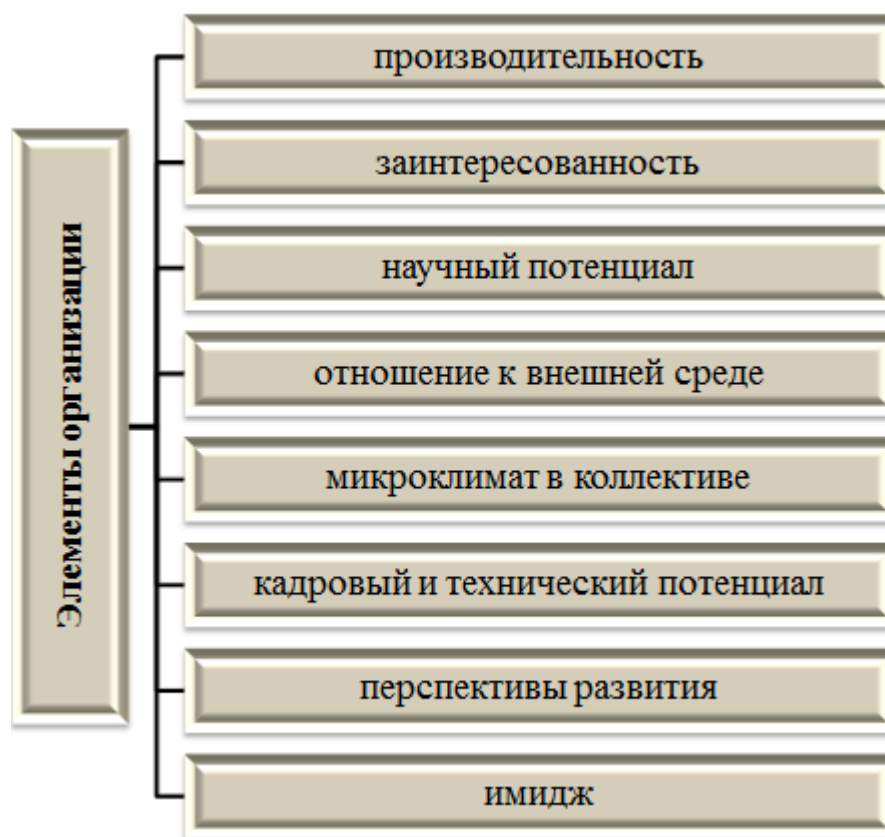 Элементы организации
производительность
заинтересованность
научный потенциал
отношение к внешней среде
микроклимат в коллективе
кадровый и технический потенциал
перспективы развития
имидж